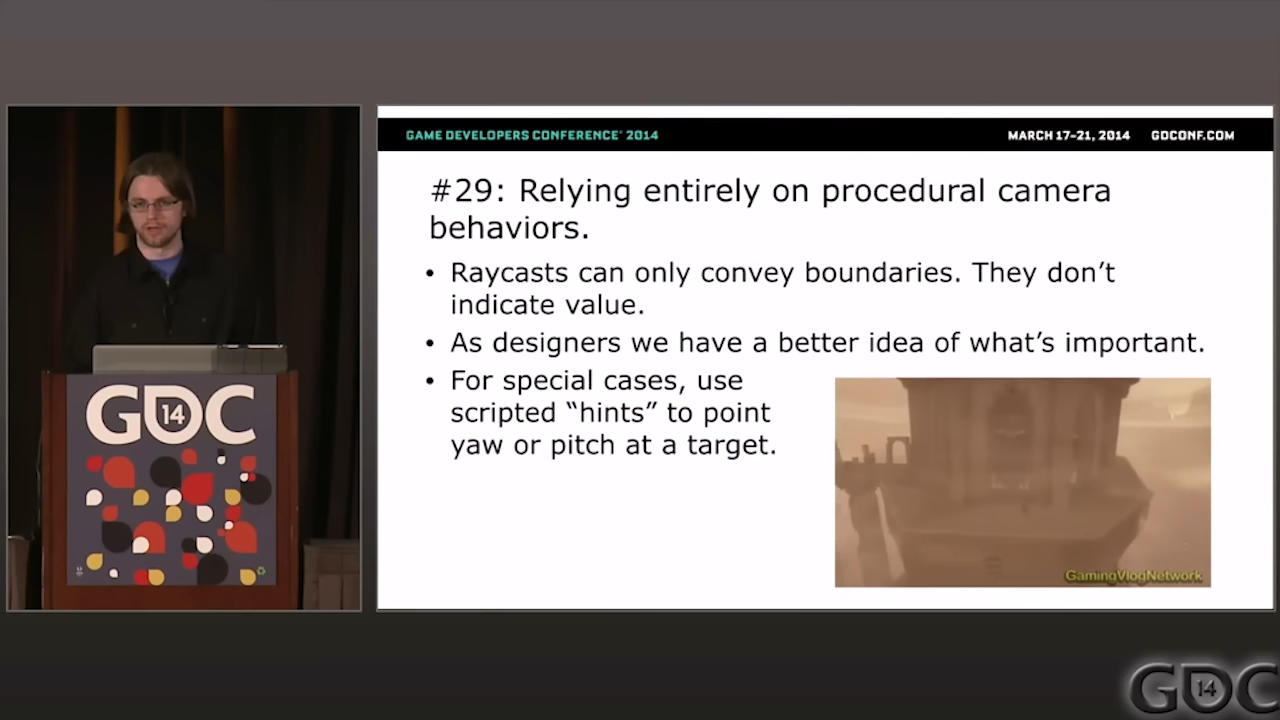 GAME DEVELOPERS CONFERENCE® 2014
MARCH 17–21, 2014 GDCONF.COM
#29: Relying entirely on procedural camera
behaviors.
• Raycasts can only convey boundaries. They don’t
indicate value.
• As designers we have a better idea of what’s important.
• For special cases, use
scripted “hints” to point
yaw or pitch at a target.
GamingVlogNetwork
GDC
14
GDC
14